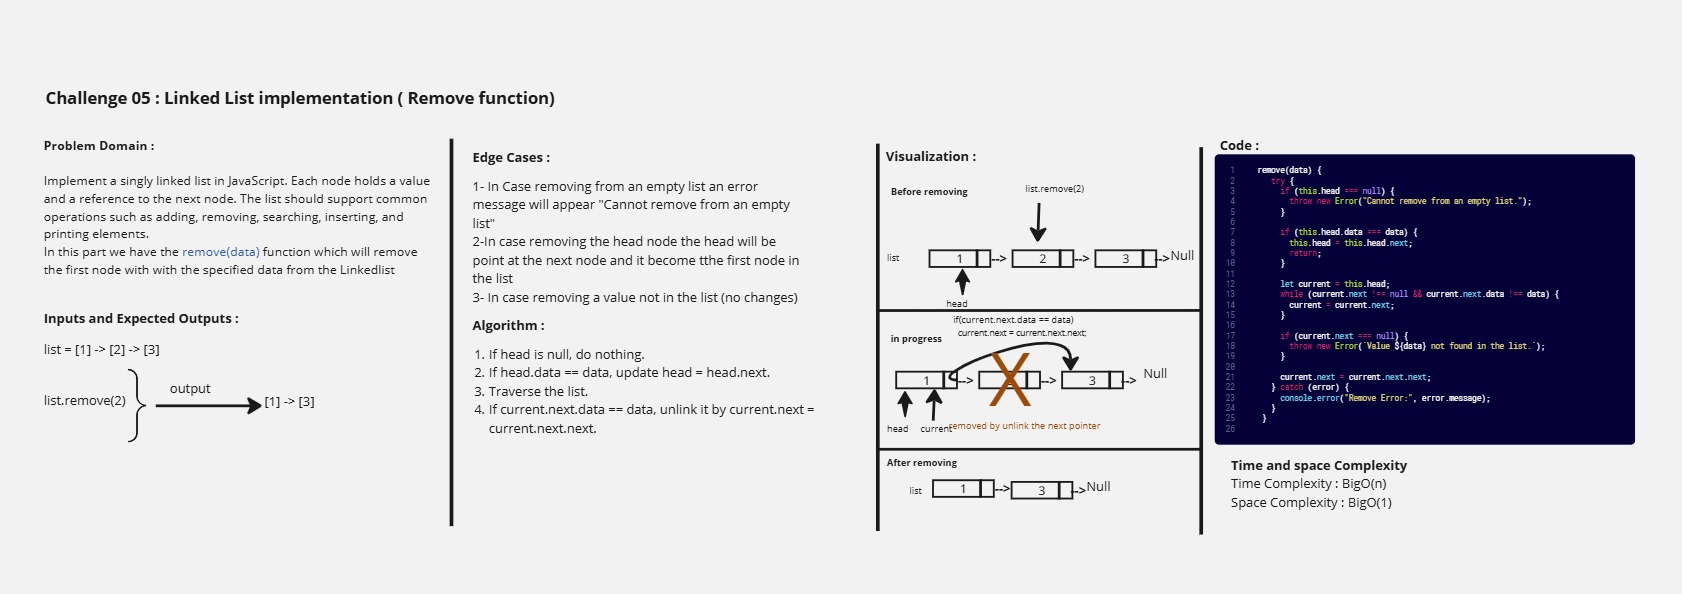 Challenge 05 : Linked List implementation ( Remove function)
Problem Domain :
Implement a singly linked list in JavaScript. Each node holds a value
and a reference to the next node. The list should support common
operations such as adding, removing, searching, inserting, and
printing elements.
In this part we have the remove(data) function which will remove
the first node with with the specified data from the Linkedlist
Inputs and Expected Outputs :
list = [1] -> [2] -> [3]
list.remove(2)
output
[1] -> [3]
Edge Cases :
1- In Case removing from an empty list an error
message will appear "Cannot remove from an empty
list"
2-In case removing the head node the head will be
point at the next node and it become tthe first node in
the list
3- In case removing a value not in the list (no changes)
Algorithm :
1. If head is null, do nothing.
2. If head.data == data, update head = head.next.
3. Traverse the list.
4. If current.next.data == data, unlink it by current.next =
current.next.next.
Visualization :
Before removing
list.remove(2)
list
1 --> 2 --> 3 -->Null
head
if(current.next.data == data)
current.next = current.next.next;
in progress
1 --> --> 3 --> Null
head
current
removed by unlink the next pointer
After removing
list
1 --> 3 -->Null
Code :
1 remove(data) {
2 try {
3 if (this.head === null) {
4 throw new Error("Cannot remove from an empty list.");
5 }
6
7 if (this.head.data === data) {
8 this.head = this.head.next;
9 return;
10 }
11
12 let current = this.head;
13 while (current.next !== null && current.next.data !== data) {
14 current = current.next;
15 }
16
17 if (current.next === null) {
18 throw new Error(`Value ${data} not found in the list.`);
19 }
20
21 current.next = current.next.next;
22 } catch (error) {
23 console.error("Remove Error:", error.message);
24 }
25 }
26
Time and space Complexity
Time Complexity : BigO(n)
Space Complexity : BigO(1)